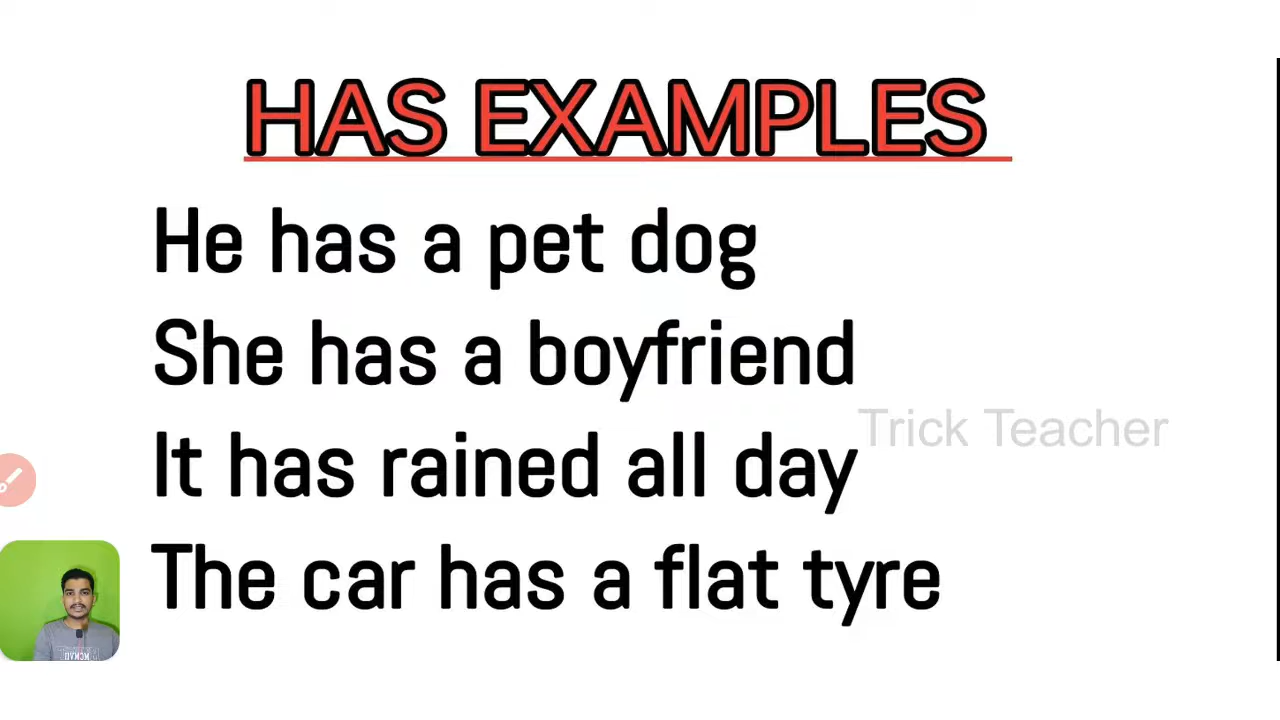 HAS EXAMPLES
He has a pet dog
She has a boyfriend
Trick Teacher
It has rained all day
The car has a flat tyre